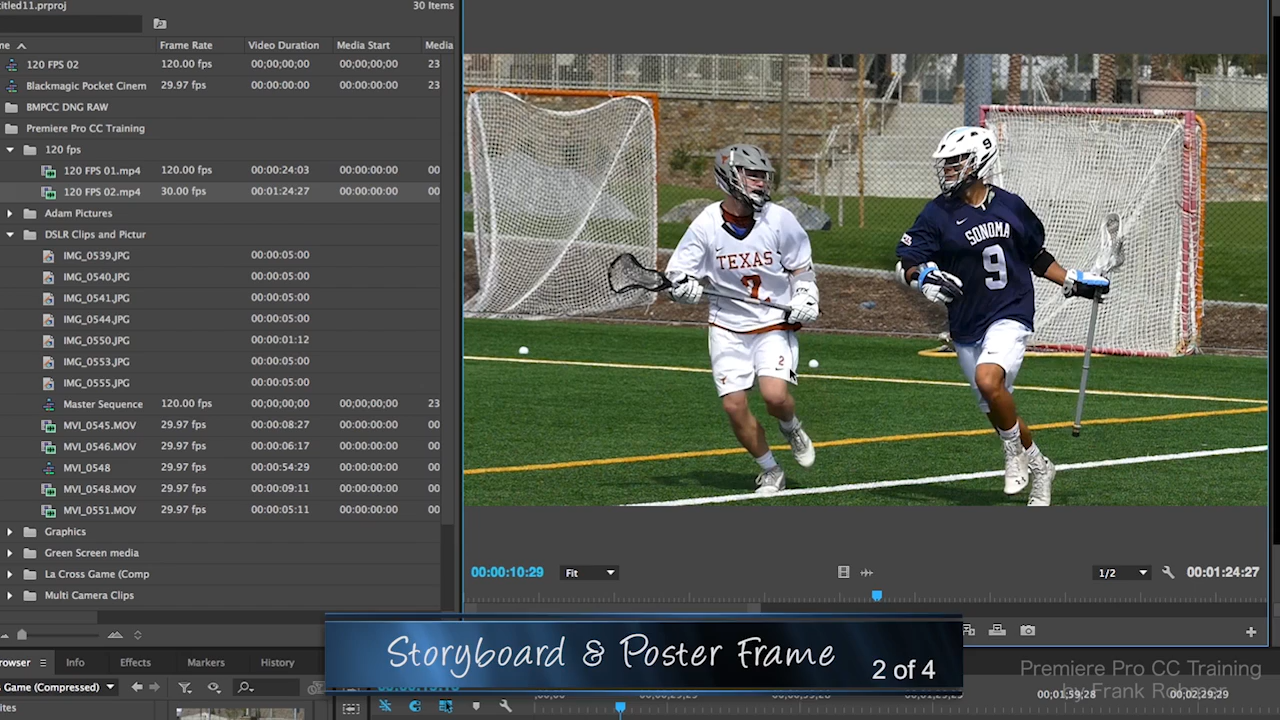 titled11.prproj
30 Items
me Frame Rate Video Duration Media Start Media
120 FPS 02 120.00 fps 00;00;00;00 00;00;00;00 23
Blackmagic Pocket Cinem 29.97 fps 00:00:00:00 00:00:00:00 23
BMPCC DNG RAW
Premiere Pro CC Training
120 fps
120 FPS 01.mp4 120.00 fps 00:00:24:03 00:00:00:00 00
120 FPS 02.mp4 30.00 fps 00:01:24:27 00:00:00:00 00
Adam Pictures
DSLR Clips and Pictur
IMG_0539.JPG 00:00:05:00
IMG_0540.JPG 00:00:05:00
IMG_0541.JPG 00:00:05:00
IMG_0544.JPG 00:00:05:00
IMG_0550.JPG 00:00:01:12
IMG_0553.JPG 00:00:05:00
IMG_0555.JPG 00:00:05:00
Master Sequence 120.00 fps 00;00;00;00 00;00;00;00 23
MVI_0545.MOV 29.97 fps 00:00:08:27 00:00:00:00 00
MVI_0546.MOV 29.97 fps 00:00:06:17 00:00:00:00 00
MVI_0548 29.97 fps 00:00:54:29 00:00:00:00 00
MVI_0548.MOV 29.97 fps 00:00:09:11 00:00:00:00 00
MVI_0551.MOV 29.97 fps 00:00:05:11 00:00:00:00 00
Graphics
Green Screen media
La Cross Game (Comp
Multi Camera Clips
TEXAS
2
2
SONOMA
9
9
00:00:10:29 Fit 1/2 00:01:24:27
Storyboard & Poster Frame 2 of 4
rowser Info Effects Markers History
s Game (Compressed)
ites
Premiere Pro CC Training
by Frank
00:01:59:28 00:02:29:29